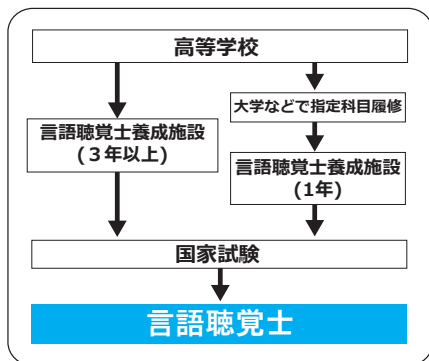 高等学校
言語聴覚士養成施設
(３年以上)
大学などで指定科目履修
言語聴覚士養成施設
(1年)
国家試験
言語聴覚士